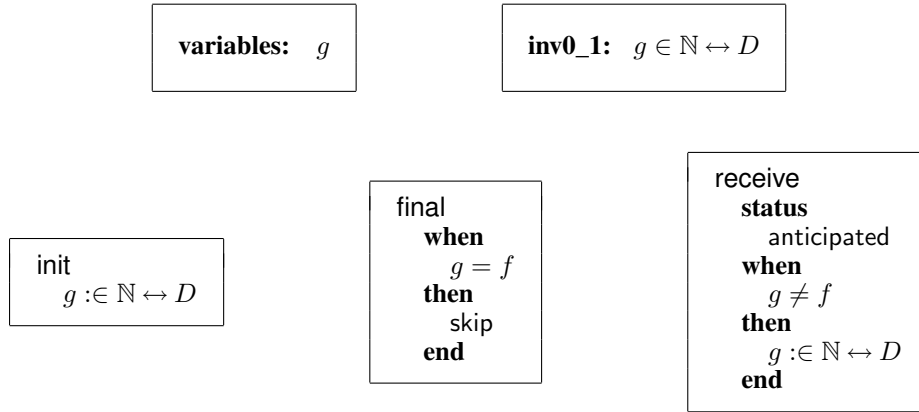 variables: g
inv0_1: g ∈ ℕ ↔ D
init
g :∈ ℕ ↔ D
final
when
g = f
then
skip
end
receive
status
anticipated
when
g ≠ f
then
g :∈ ℕ ↔ D
end